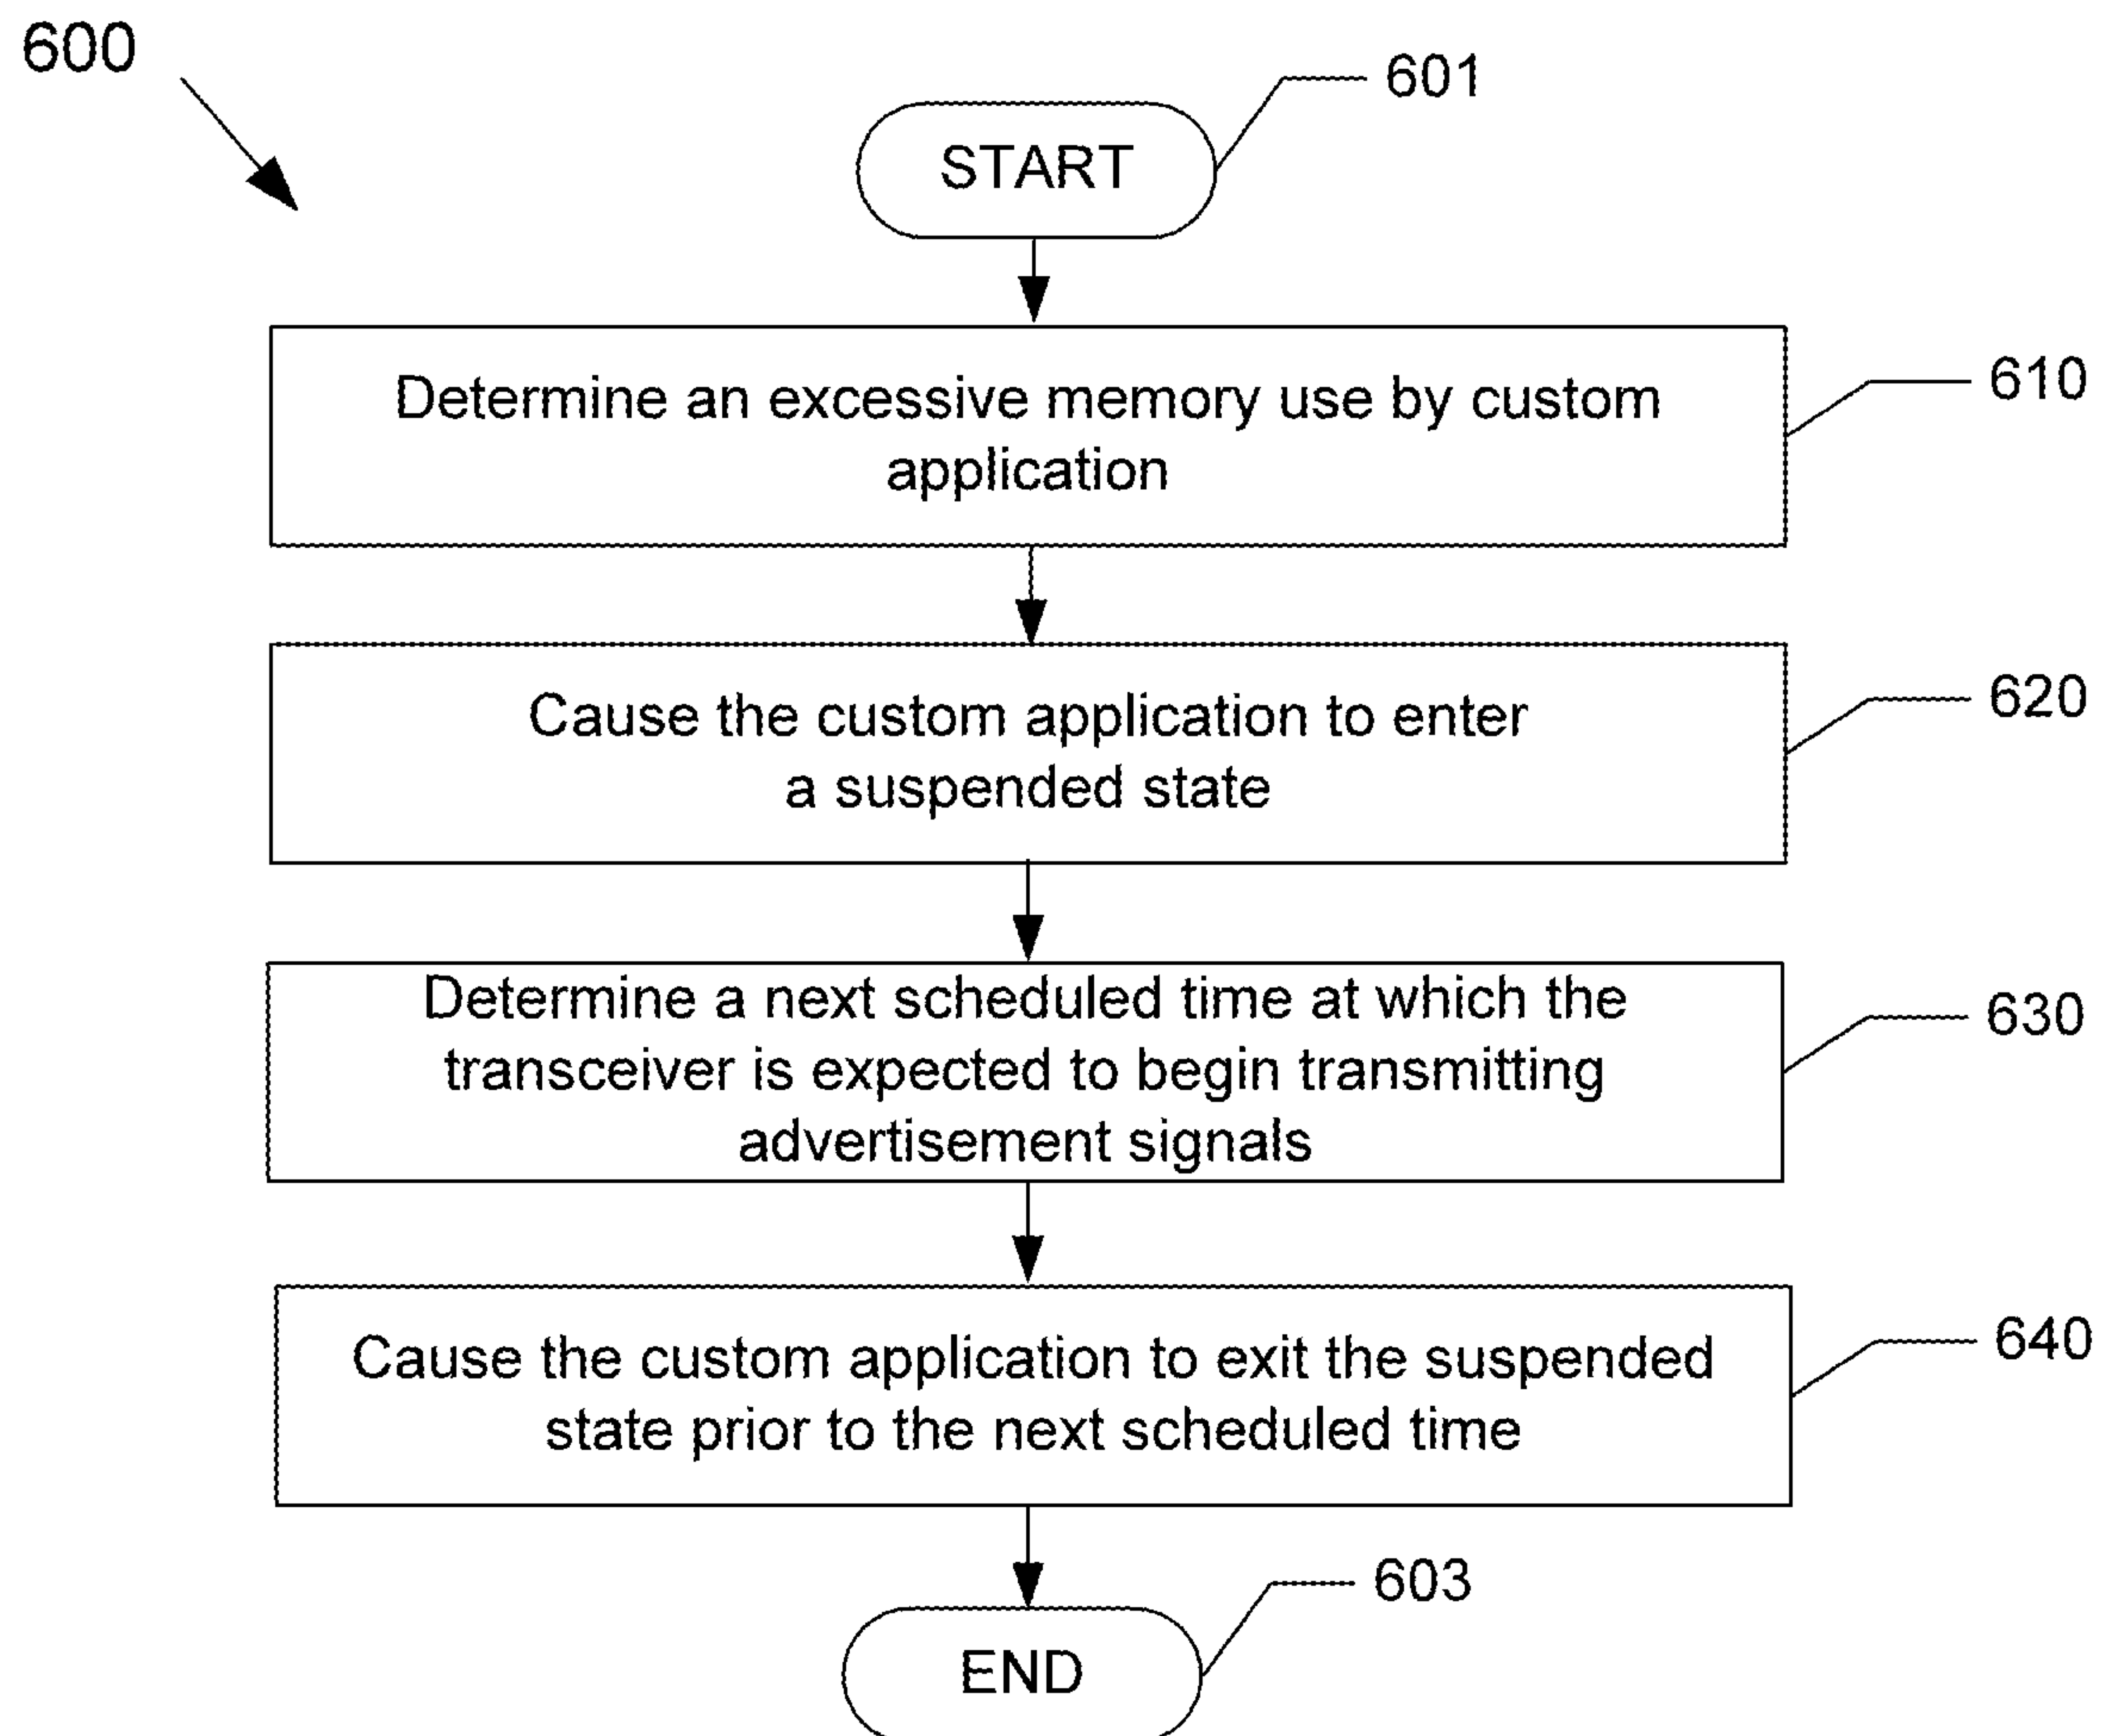 600
601
START
Determine an excessive memory use by custom
application
610
Cause the custom application to enter
a suspended state
620
Determine a next scheduled time at which the
transceiver is expected to begin transmitting
advertisement signals
630
Cause the custom application to exit the suspended
state prior to the next scheduled time
640
603
END